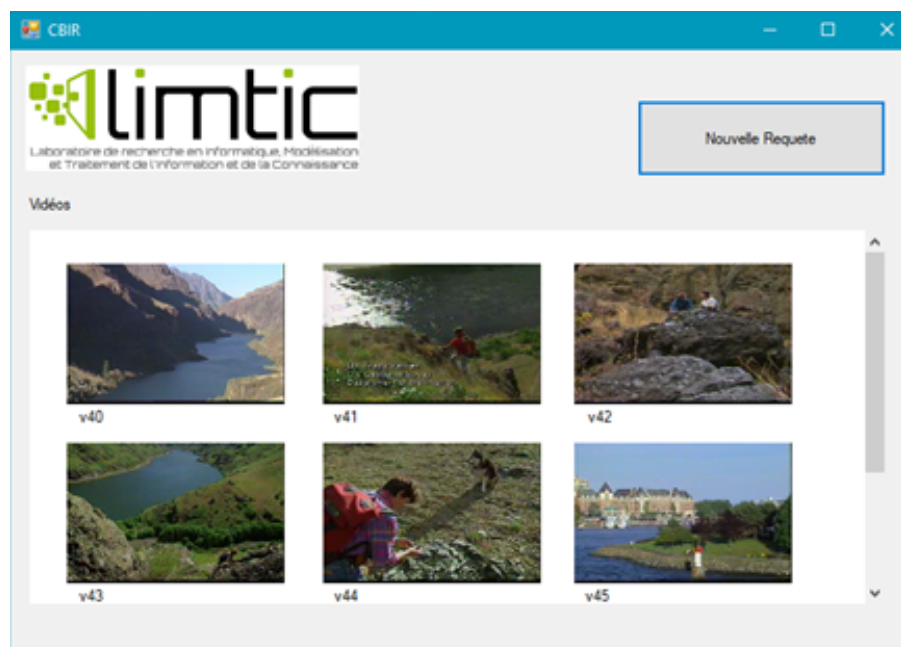 CBIR
limtic
Laboratoire de recherche en informatique, Modélisation
et Traitement de l'Information et de la Connaissance
Nouvelle Requete
Vidéos
v40
v41
v42
v43
v44
v45